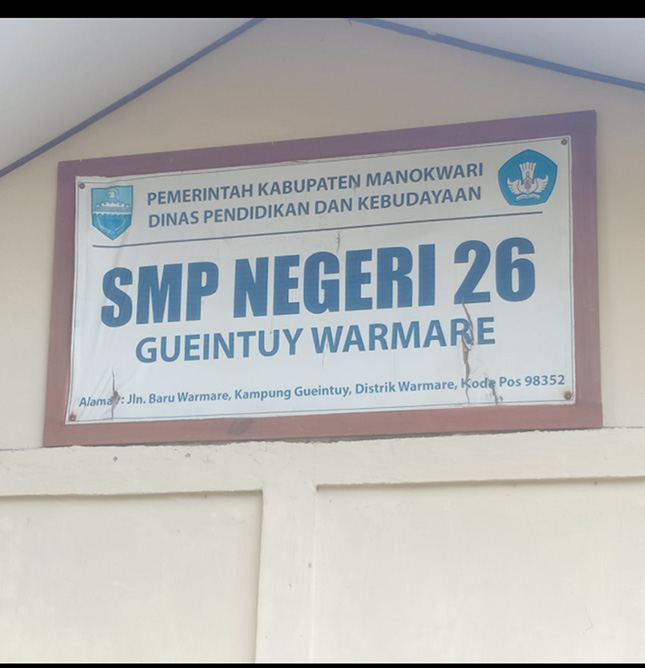 PEMERINTAH KABUPATEN MANOKWARI
DINAS PENDIDIKAN DAN KEBUDAYAAN
SMP NEGERI 26
GUEINTUY WARMARE
Alamat : Jln. Baru Warmare, Kampung Gueintuy, Distrik Warmare, Kode Pos 98352